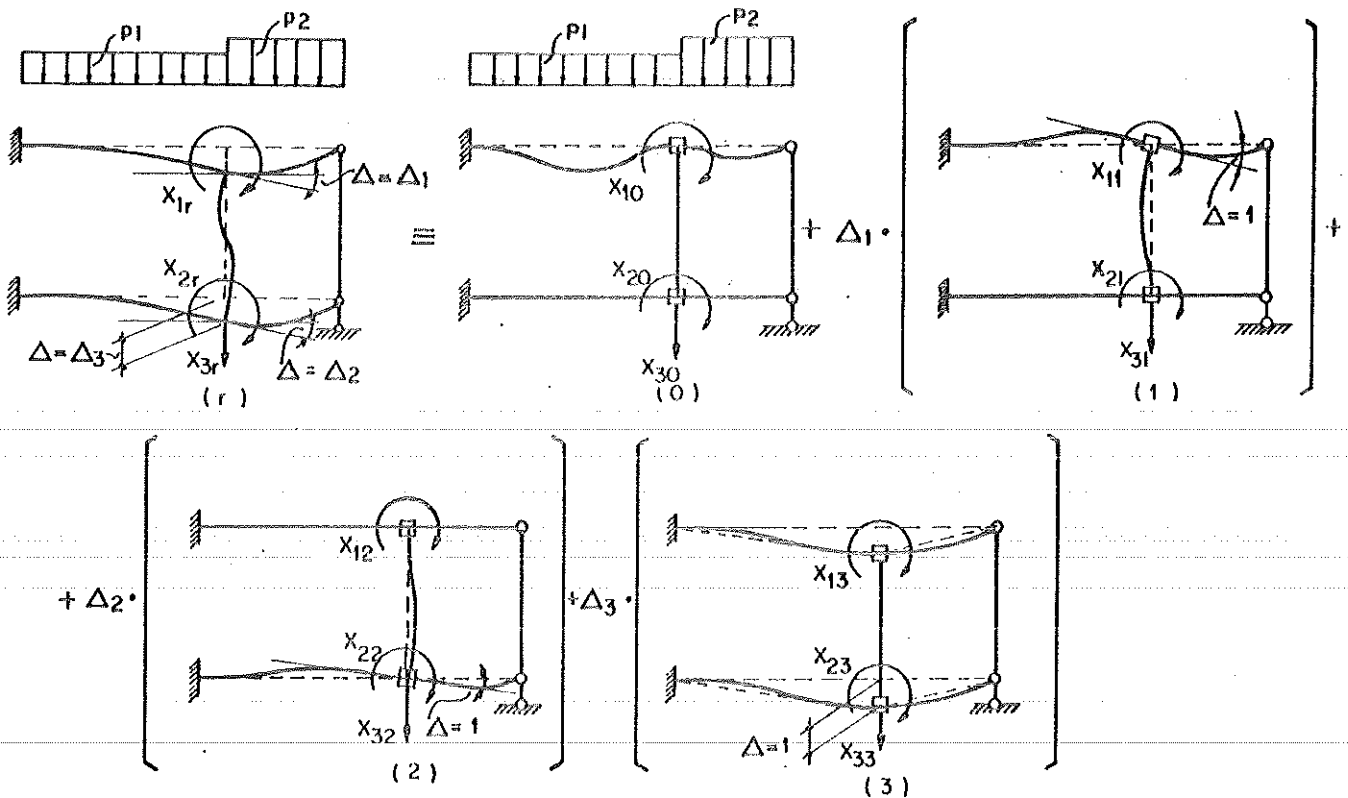 p1
p2
p1
p2
X1r
Δ=Δ1
X2r
Δ=Δ3
X3r
Δ=Δ2
(r)
≡
X10
X20
X30
(0)
+ Δ1·
X11
Δ=1
X21
X31
(1)
+
+ Δ2·
X12
X22
X32
Δ=1
(2)
+Δ3·
X13
X23
Δ=1
X33
(3)